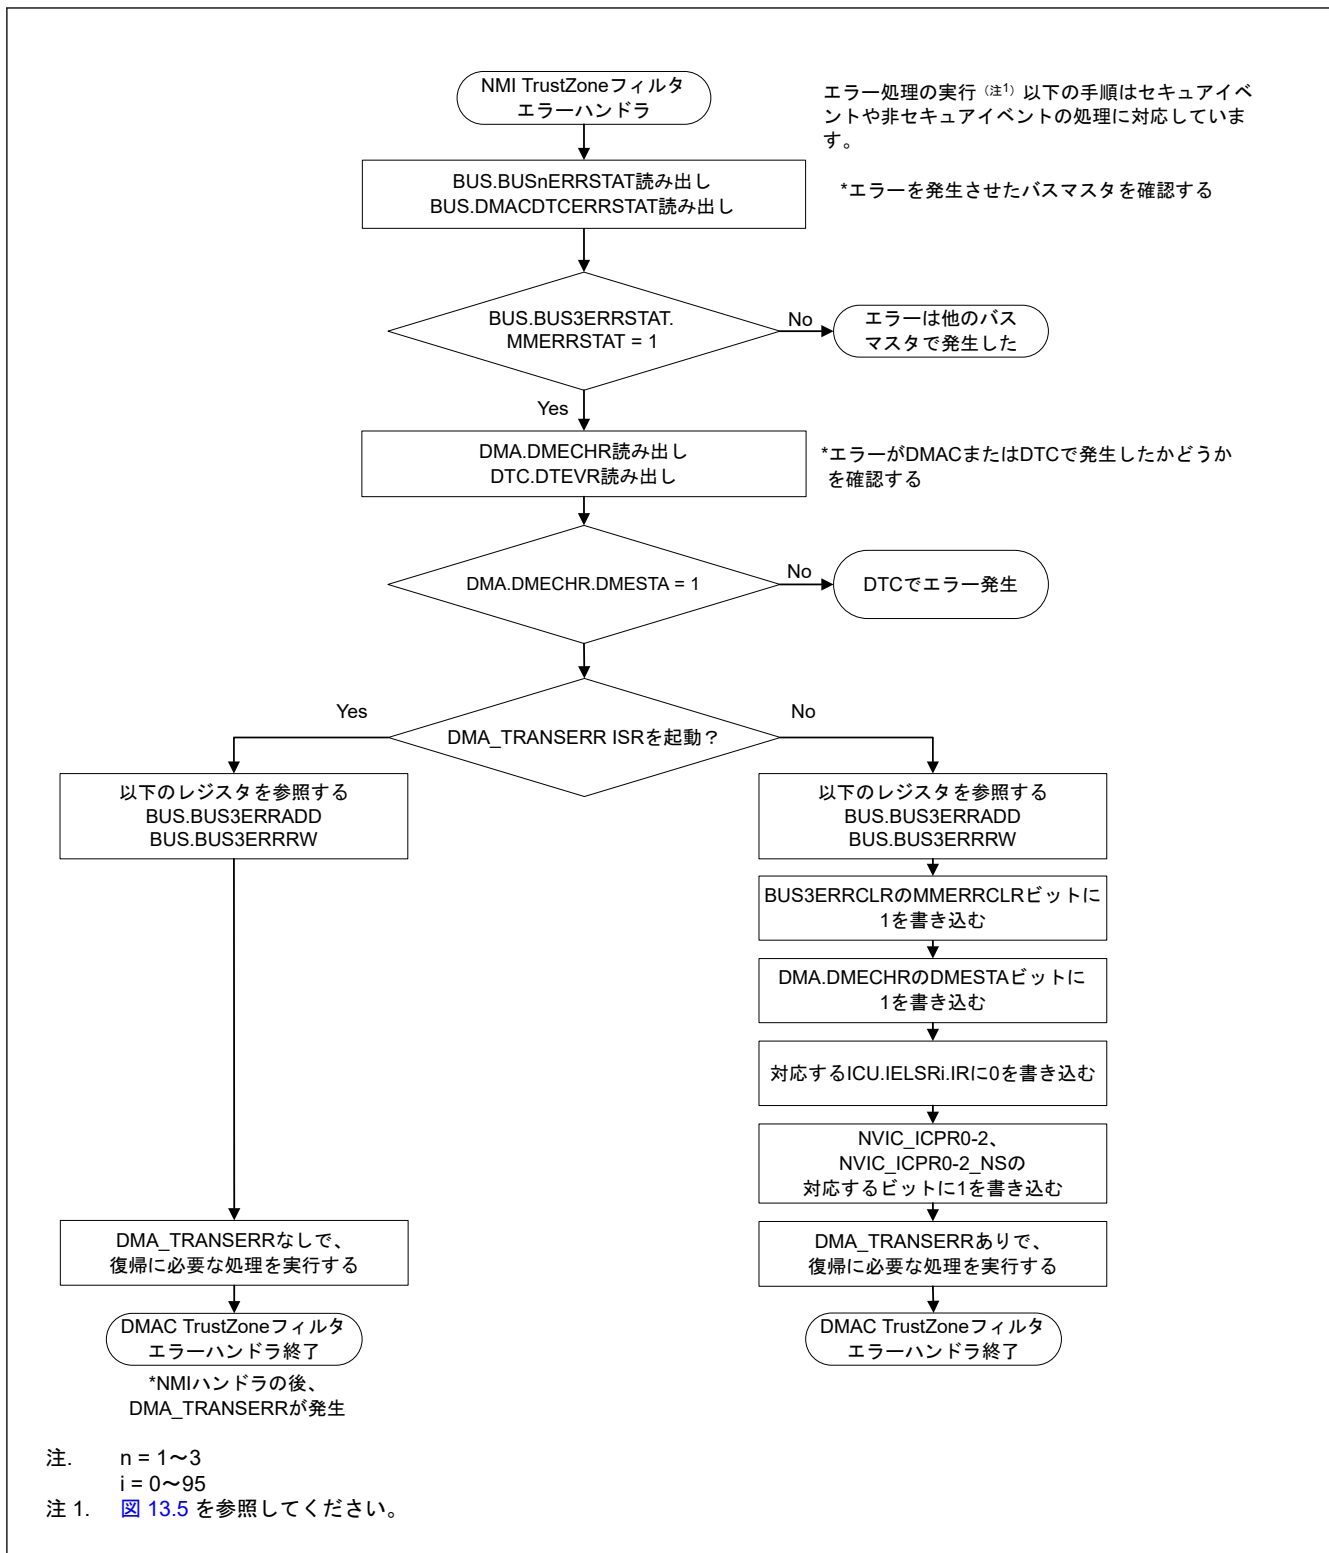 NMI TrustZoneフィルタ
エラーハンドラ
エラー処理の実行（注1）以下の手順はセキュアイベ
ントや非セキュアイベントの処理に対応していま
す。
BUS.BUSnERRSTAT読み出し
BUS.DMACDTCERRSTAT読み出し
*エラーを発生させたバスマスタを確認する
BUS.BUS3ERRSTAT.
MMERRSTAT = 1
No
エラーは他のバス
マスタで発生した
Yes
DMA.DMECHR読み出し
DTC.DTEVR読み出し
*エラーがDMACまたはDTCで発生したかどうか
を確認する
DMA.DMECHR.DMESTA = 1
No
DTCでエラー発生
Yes
No
DMA_TRANSERR ISRを起動？
以下のレジスタを参照する
BUS.BUS3ERRADD
BUS.BUS3ERRRW
以下のレジスタを参照する
BUS.BUS3ERRADD
BUS.BUS3ERRRW
BUS3ERRCLRのMMERRCLRビットに
1を書き込む
DMA.DMECHRのDMESTAビットに
1を書き込む
対応するICU.IELSRi.IRに0を書き込む
NVIC_ICPR0-2、
NVIC_ICPR0-2_NSの
対応するビットに1を書き込む
DMA_TRANSERRなしで、
復帰に必要な処理を実行する
DMA_TRANSERRありで、
復帰に必要な処理を実行する
DMAC TrustZoneフィルタ
エラーハンドラ終了
DMAC TrustZoneフィルタ
エラーハンドラ終了
*NMIハンドラの後、
DMA_TRANSERRが発生
注. n = 1～3
i = 0～95
注 1. 図 13.5 を参照してください。